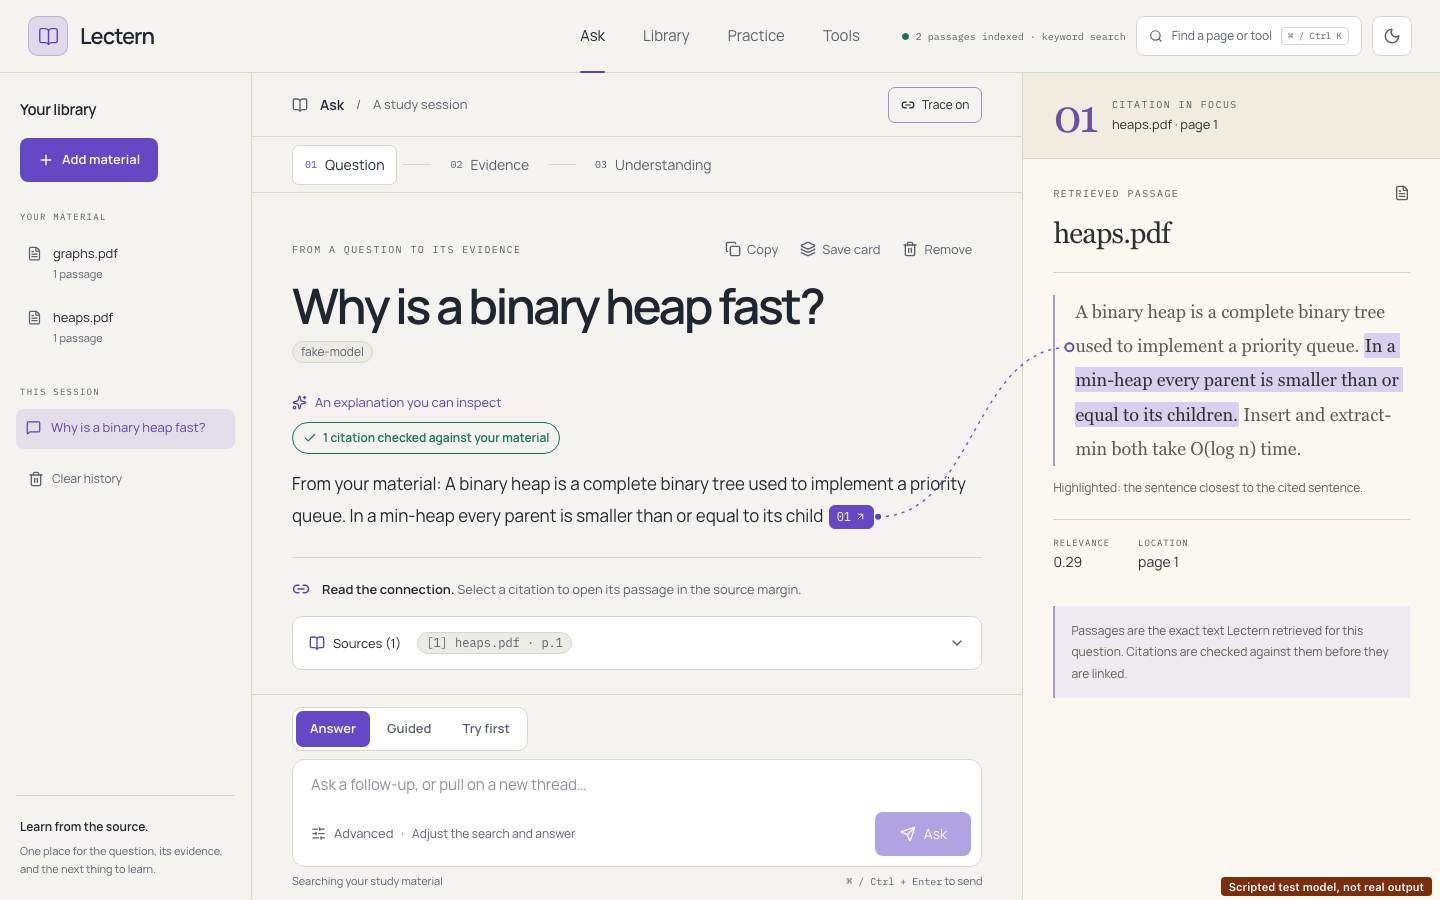 Lectern
Ask
Library
Practice
Tools
2 passages indexed · keyword search
Find a page or tool
⌘ / Ctrl K
Your library
Add material
YOUR MATERIAL
graphs.pdf
1 passage
heaps.pdf
1 passage
THIS SESSION
Why is a binary heap fast?
Clear history
Learn from the source.
One place for the question, its evidence,
and the next thing to learn.
Ask / A study session
Trace on
01 Question
02 Evidence
03 Understanding
FROM A QUESTION TO ITS EVIDENCE
Copy
Save card
Remove
Why is a binary heap fast?
fake-model
An explanation you can inspect
1 citation checked against your material
From your material: A binary heap is a complete binary tree used to implement a priority
queue. In a min-heap every parent is smaller than or equal to its child 01 ↗
Read the connection. Select a citation to open its passage in the source margin.
Sources (1) [1] heaps.pdf · p.1
Answer
Guided
Try first
Ask a follow-up, or pull on a new thread…
Advanced · Adjust the search and answer
Ask
Searching your study material
⌘ / Ctrl + Enter to send
01
CITATION IN FOCUS
heaps.pdf · page 1
RETRIEVED PASSAGE
heaps.pdf
A binary heap is a complete binary tree
used to implement a priority queue. In a
min-heap every parent is smaller than or
equal to its children. Insert and extract-
min both take O(log n) time.
Highlighted: the sentence closest to the cited sentence.
RELEVANCE
0.29
LOCATION
page 1
Passages are the exact text Lectern retrieved for this
question. Citations are checked against them before they
are linked.
Scripted test model, not real output